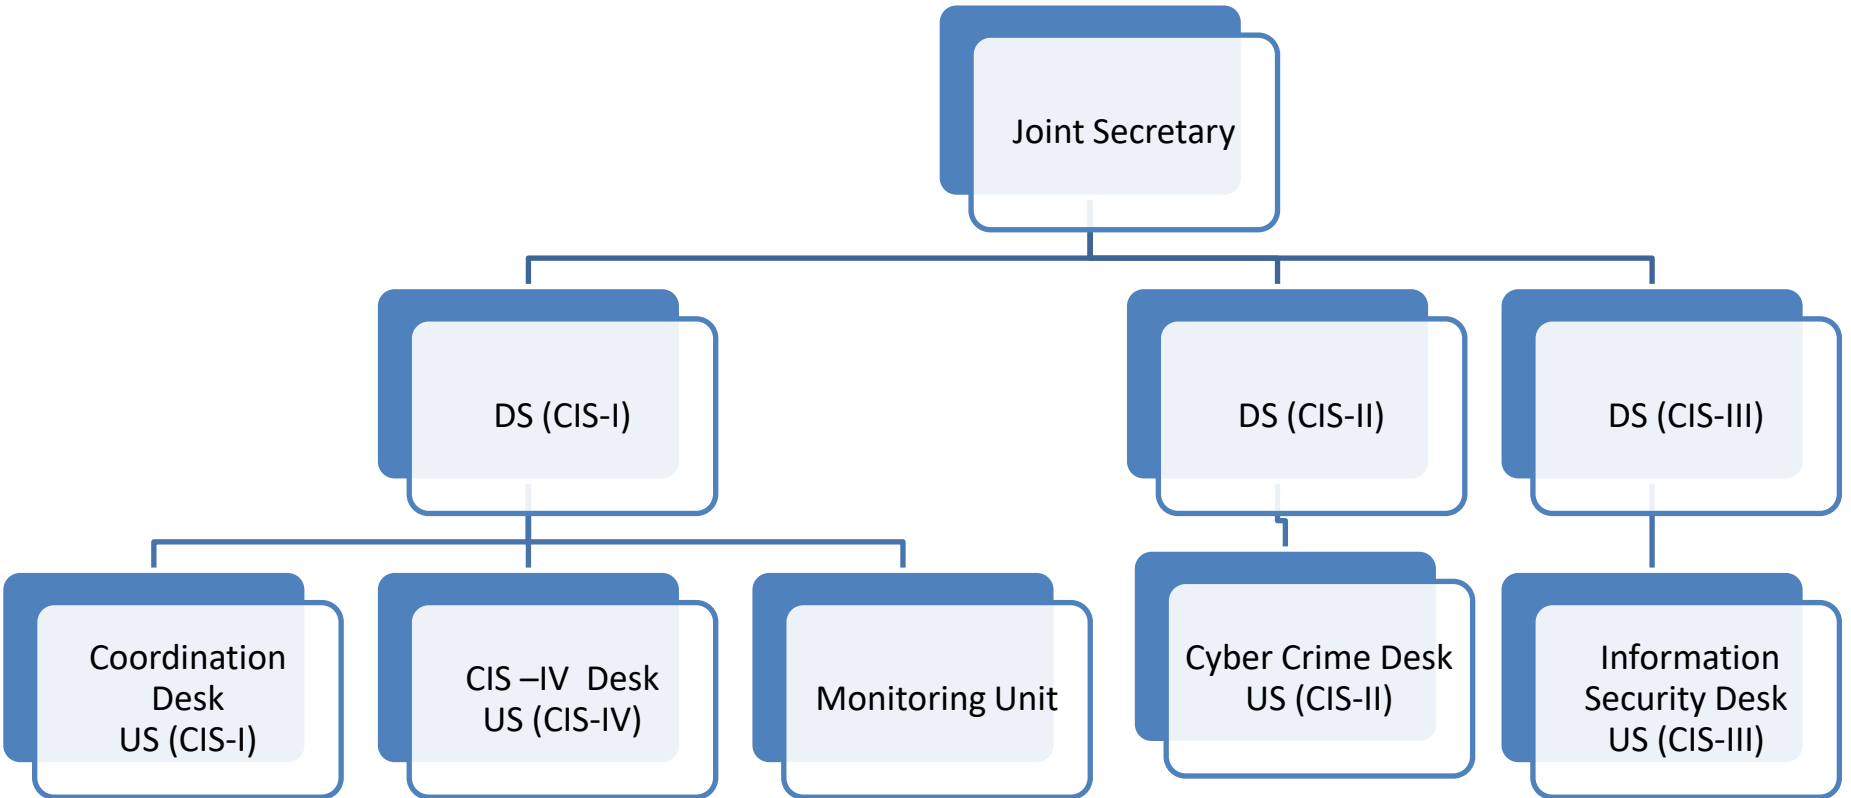 Joint Secretary
DS (CIS-I)
DS (CIS-II)
DS (CIS-III)
Coordination
Desk
US (CIS-I)
CIS –IV  Desk
US (CIS-IV)
Monitoring Unit
Cyber Crime Desk
US (CIS-II)
Information
Security Desk
US (CIS-III)